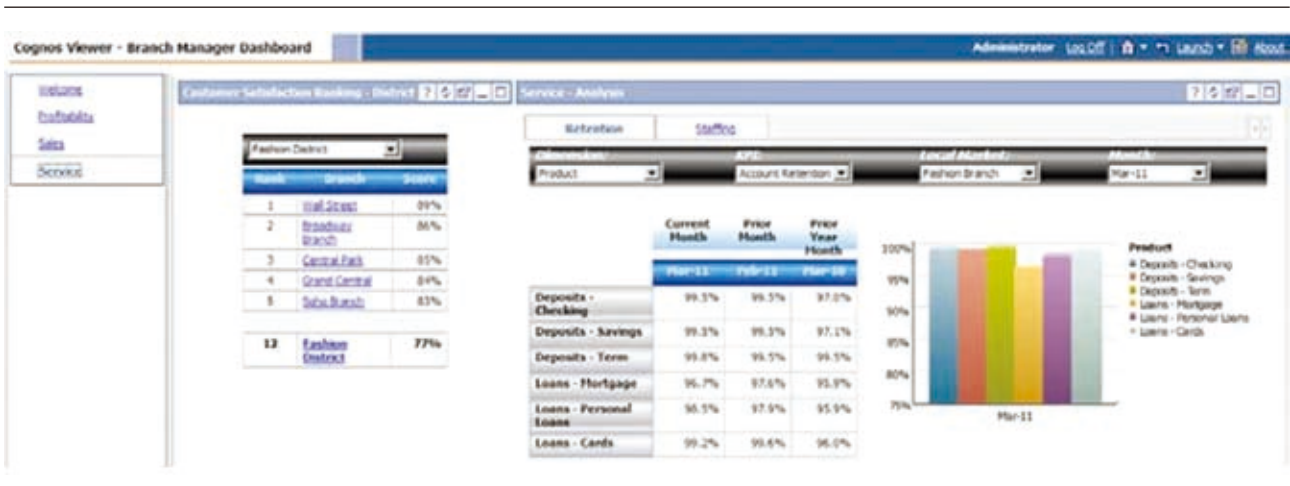 Cognos Viewer - Branch Manager Dashboard
Administrator Log Off Launch About
Welcome
Profitability
Sales
Service
Customer Satisfaction Ranking - District
Fashion District
Rank Branch Score
1 Wall Street 89%
2 Broadway Branch 86%
3 Central Park 85%
4 Grand Central 84%
5 Soho Branch 83%
13 Fashion District 77%
Service - Analysis
Retention Staffing
Dimension: KPI: Local Market: Month:
Product Account Retention Fashion Branch Mar-11
Current Month Prior Month Prior Year Month
Mar-11 Feb-11 Mar-10
Deposits - Checking 99.5% 99.5% 97.0%
Deposits - Savings 99.5% 97.1%
Deposits - Term 99.8% 99.5% 99.5%
Loans - Mortgage 96.7% 97.6% 95.9%
Loans - Personal Loans 97.9% 95.9%
Loans - Cards 99.2% 99.6% 96.0%
100%
95%
90%
85%
80%
75%
Mar-11
Product
Deposits - Checking
Deposits - Savings
Deposits - Term
Loans - Mortgage
Loans - Personal Loans
Loans - Cards